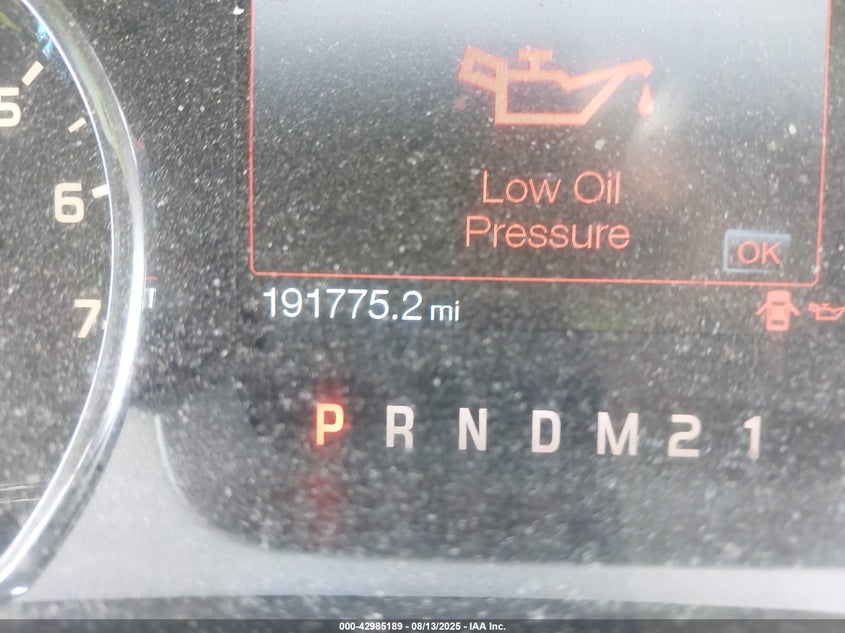 5
6
7
Low Oil
Pressure
OK
191775.2 mi
P R N D M 2 1
000-42985189 - 08/13/2025 - IAA Inc.